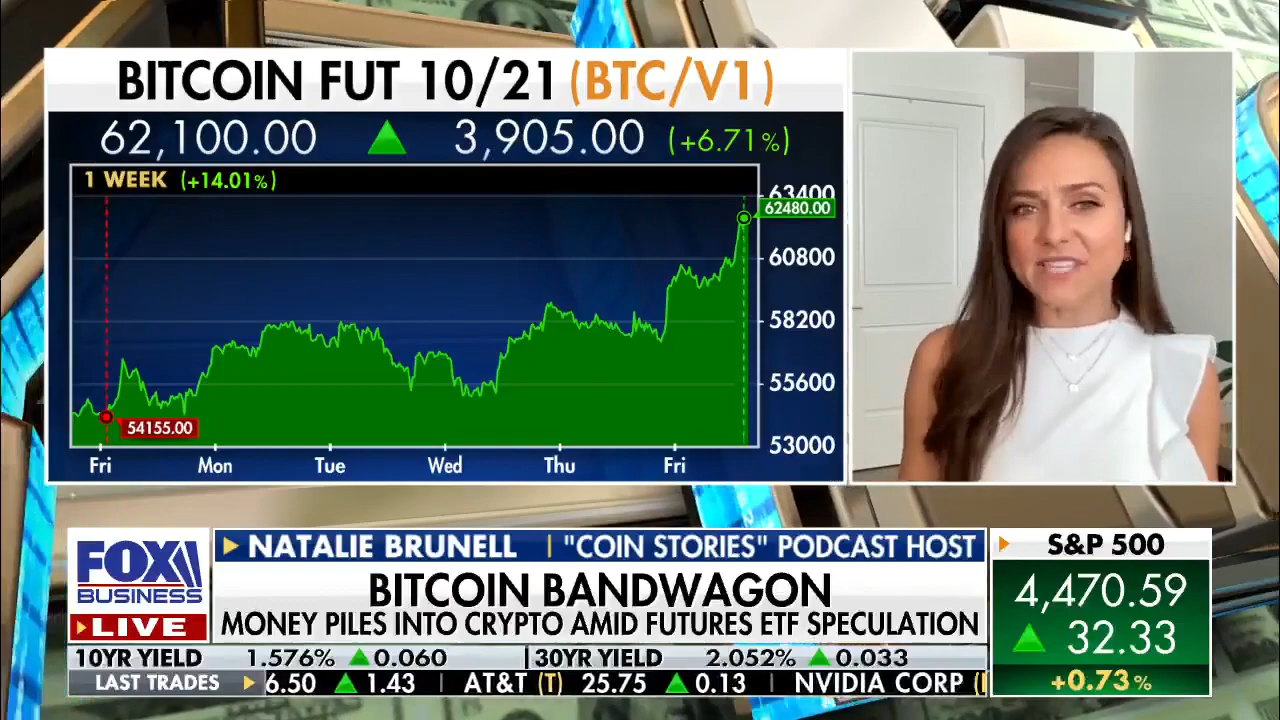 BITCOIN FUT 10/21 (BTC/V1)
62,100.00 ▲ 3,905.00 (+6.71%)
1 WEEK (+14.01%)
63400
62480.00
60800
58200
55600
54155.00
53000
Fri Mon Tue Wed Thu Fri
FOX BUSINESS
LIVE
NATALIE BRUNELL | "COIN STORIES" PODCAST HOST
BITCOIN BANDWAGON
MONEY PILES INTO CRYPTO AMID FUTURES ETF SPECULATION
S&P 500
4,470.59
▲ 32.33
+0.73%
10YR YIELD 1.576% ▲ 0.060 | 30YR YIELD 2.052% ▲ 0.033
LAST TRADES 6.50 ▲ 1.43 | AT&T (T) 25.75 ▲ 0.13 | NVIDIA CORP (